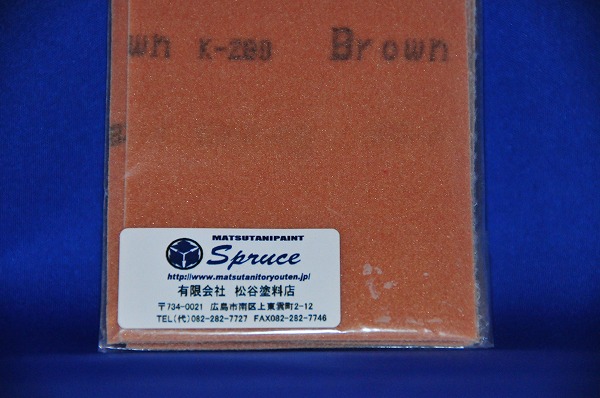 wn K-280 Brown
MATSUTANIPAINT
Spruce
http://www.matsutanitoryouten.jp/
有限会社 松谷塗料店
〒734-0021 広島市南区上東雲町2-12
TEL(代)082-282-7727 FAX082-282-7746